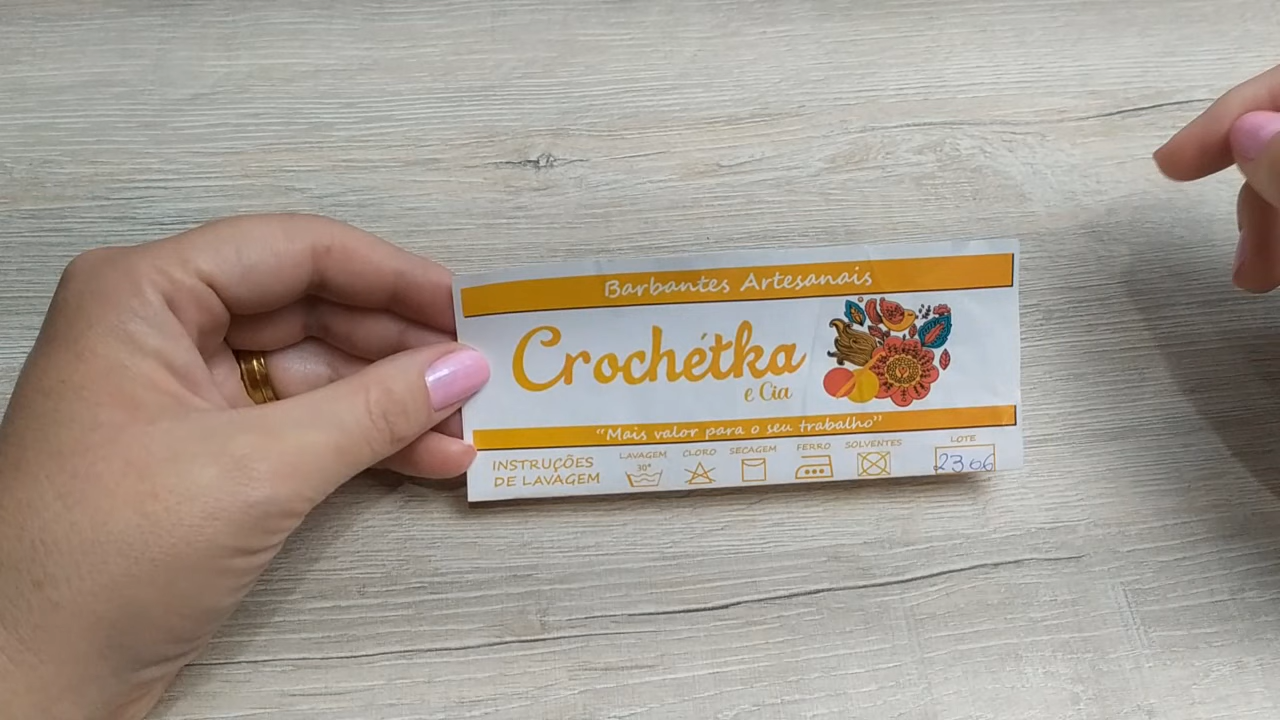 Barbantes Artesanais
Crochétka
e Cia
"Mais valor para o seu trabalho"
INSTRUÇÕES
DE LAVAGEM
LAVAGEM
30°
CLORO
SECAGEM
FERRO
SOLVENTES
LOTE
2366